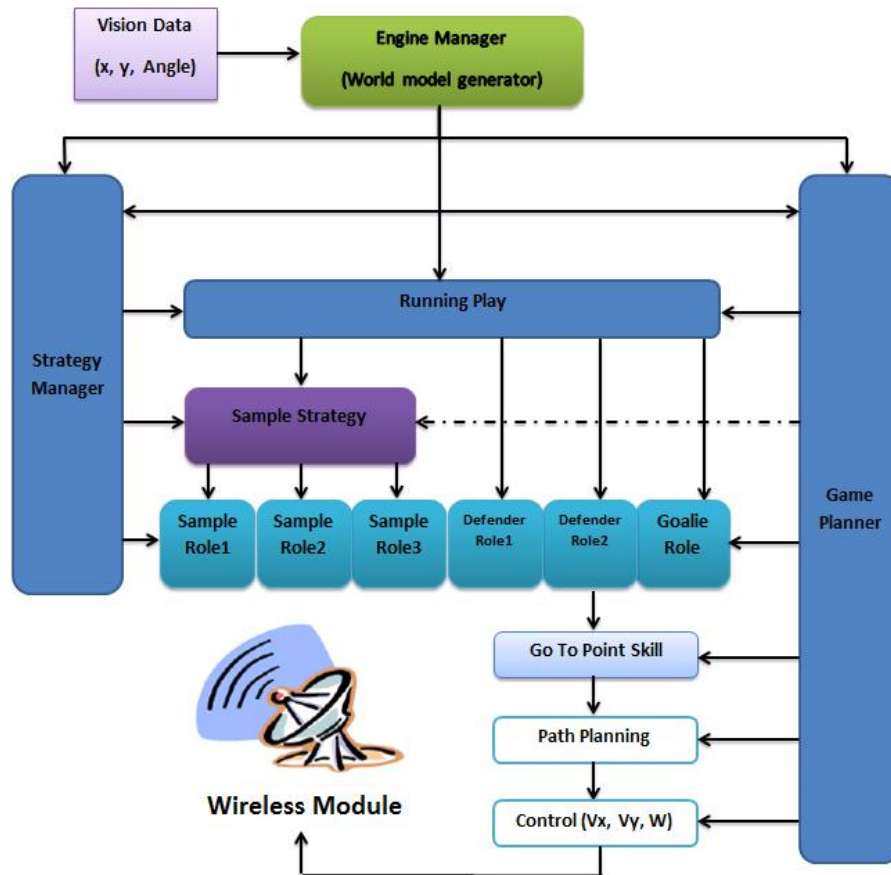 Vision Data
(x, y, Angle)
Engine Manager
(World model generator)
Running Play
Strategy
Manager
Sample Strategy
Game
Planner
Sample
Role1
Sample
Role2
Sample
Role3
Defender
Role1
Defender
Role2
Goalie
Role
Go To Point Skill
Path Planning
Control (Vx, Vy, W)
Wireless Module